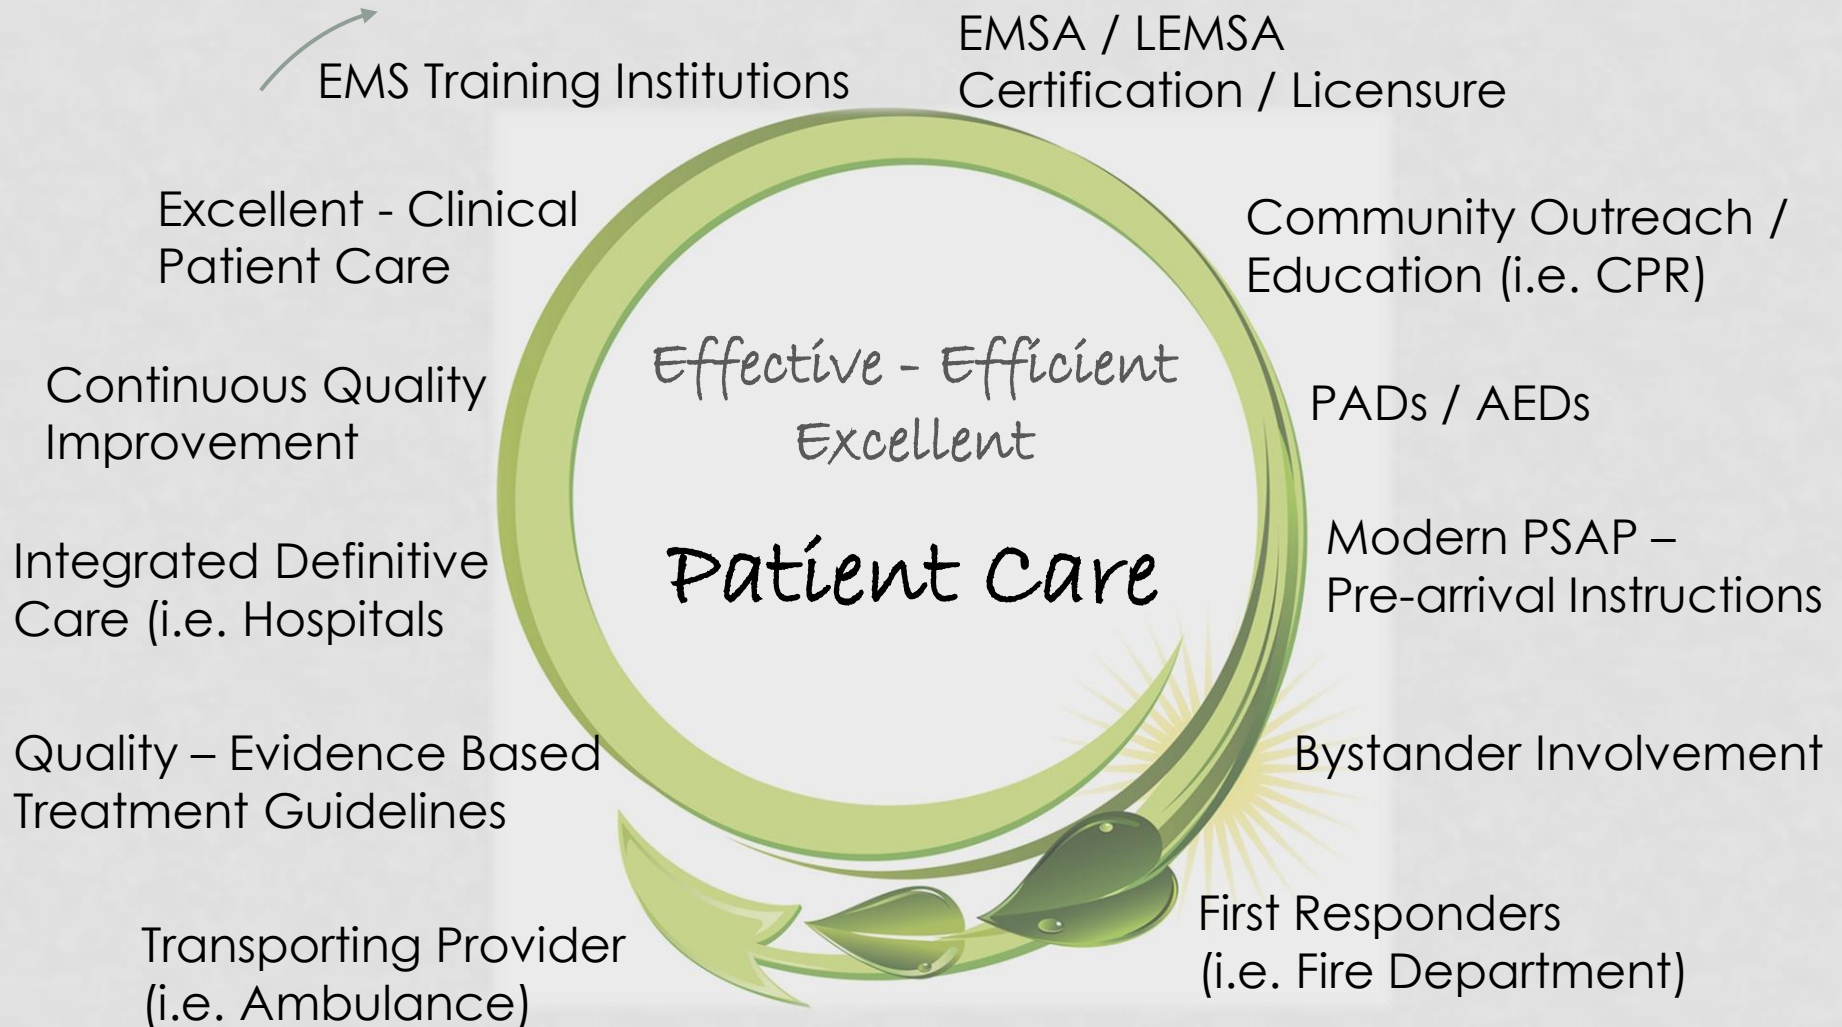 EMS Training Institutions
EMSA / LEMSA
Certification / Licensure
Excellent - Clinical
Patient Care
Community Outreach /
Education (i.e. CPR)
Effective - Efficient
Excellent
Patient Care
Continuous Quality
Improvement
PADs / AEDs
Integrated Definitive
Care (i.e. Hospitals
Modern PSAP –
Pre-arrival Instructions
Quality – Evidence Based
Treatment Guidelines
Bystander Involvement
Transporting Provider
(i.e. Ambulance)
First Responders
(i.e. Fire Department)